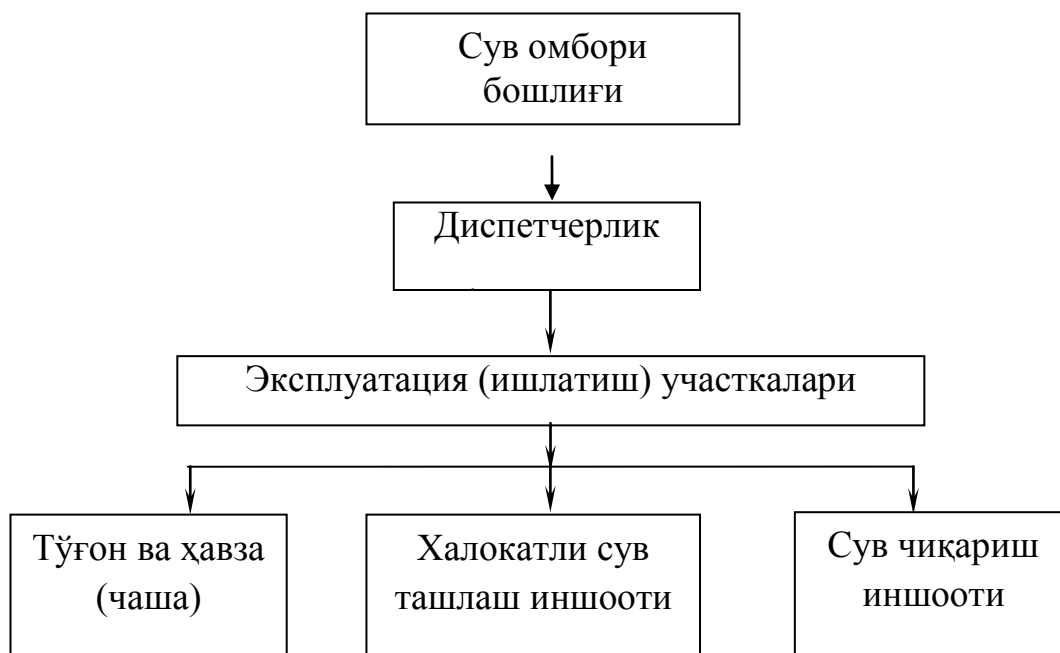 Сув омбори
бошлиғи
Диспетчерлик
Эксплуатация (ишлатиш) участкалари
Тўғон ва ҳавза
(чаша)
Халокатли сув
ташлаш иншооти
Сув чиқариш
иншооти